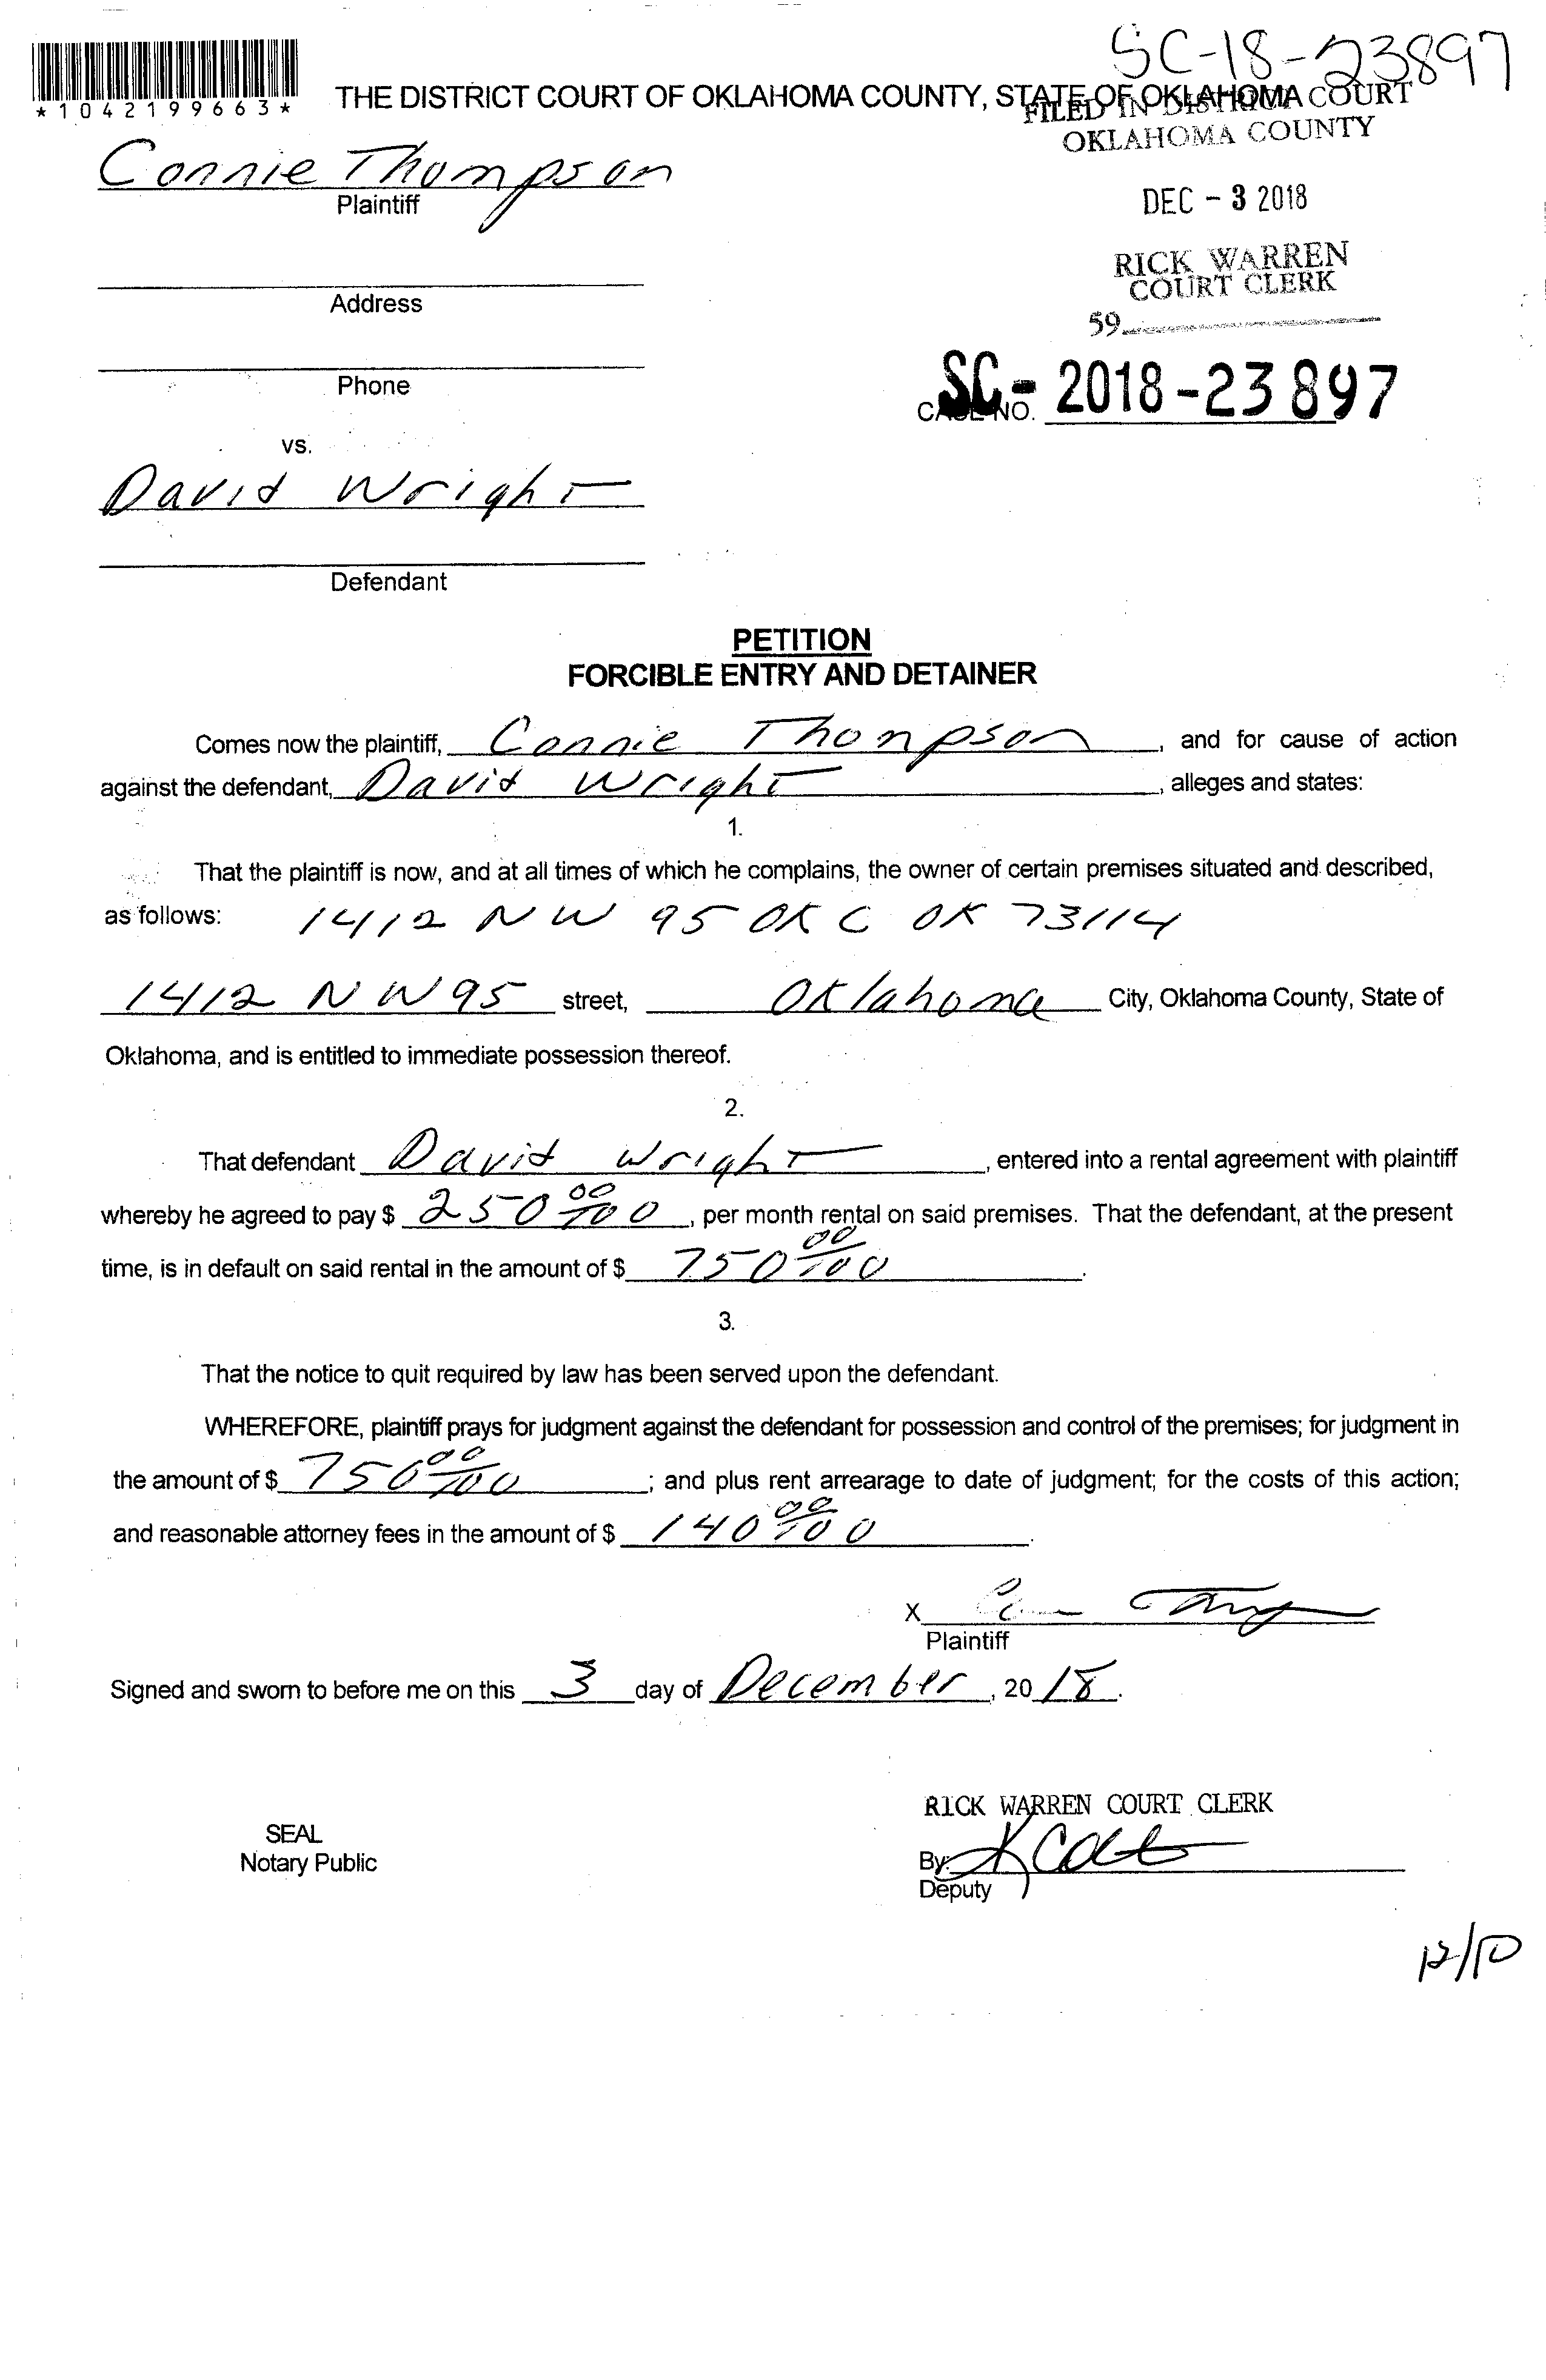 SC-18-23897
*1042199663*
THE DISTRICT COURT OF OKLAHOMA COUNTY, STATE OF OKLAHOMA
FILED IN DISTRICT COURT
OKLAHOMA COUNTY
Connie Thompson
Plaintiff
DEC - 3 2018
RICK WARREN
COURT CLERK
Address
59
Phone
SC- 2018-23897
CASE NO.
vs.
David Wright
Defendant
PETITION
FORCIBLE ENTRY AND DETAINER
Comes now the plaintiff, Connie Thonpson, and for cause of action
against the defendant, David Wright, alleges and states:
1.
That the plaintiff is now, and at all times of which he complains, the owner of certain premises situated and described,
as follows: 1412 NW 95 OKC OK 73114
1412 NW 95 street, Oklahoma City, Oklahoma County, State of
Oklahoma, and is entitled to immediate possession thereof.
2.
That defendant David Wright, entered into a rental agreement with plaintiff
whereby he agreed to pay $ 250 00/100, per month rental on said premises. That the defendant, at the present
time, is in default on said rental in the amount of $ 750 00/100.
3.
That the notice to quit required by law has been served upon the defendant.
WHEREFORE, plaintiff prays for judgment against the defendant for possession and control of the premises; for judgment in
the amount of $ 750 00/100; and plus rent arrearage to date of judgment; for the costs of this action;
and reasonable attorney fees in the amount of $ 140 00/100.
X
Plaintiff
Signed and sworn to before me on this 3 day of December, 2018.
RICK WARREN COURT CLERK
SEAL
Notary Public
By:
Deputy
12/10